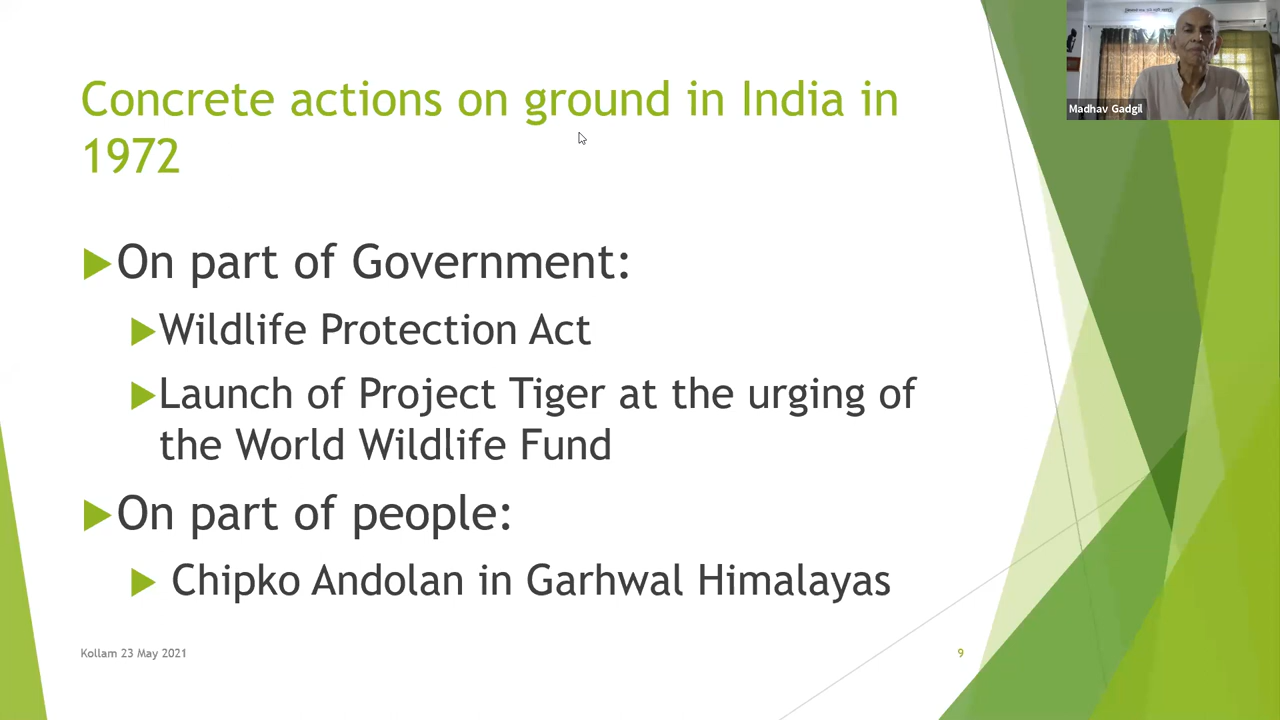 Concrete actions on ground in India in
1972
On part of Government:
Wildlife Protection Act
Launch of Project Tiger at the urging of
the World Wildlife Fund
On part of people:
Chipko Andolan in Garhwal Himalayas
Kollam 23 May 2021
9
Madhav Gadgil